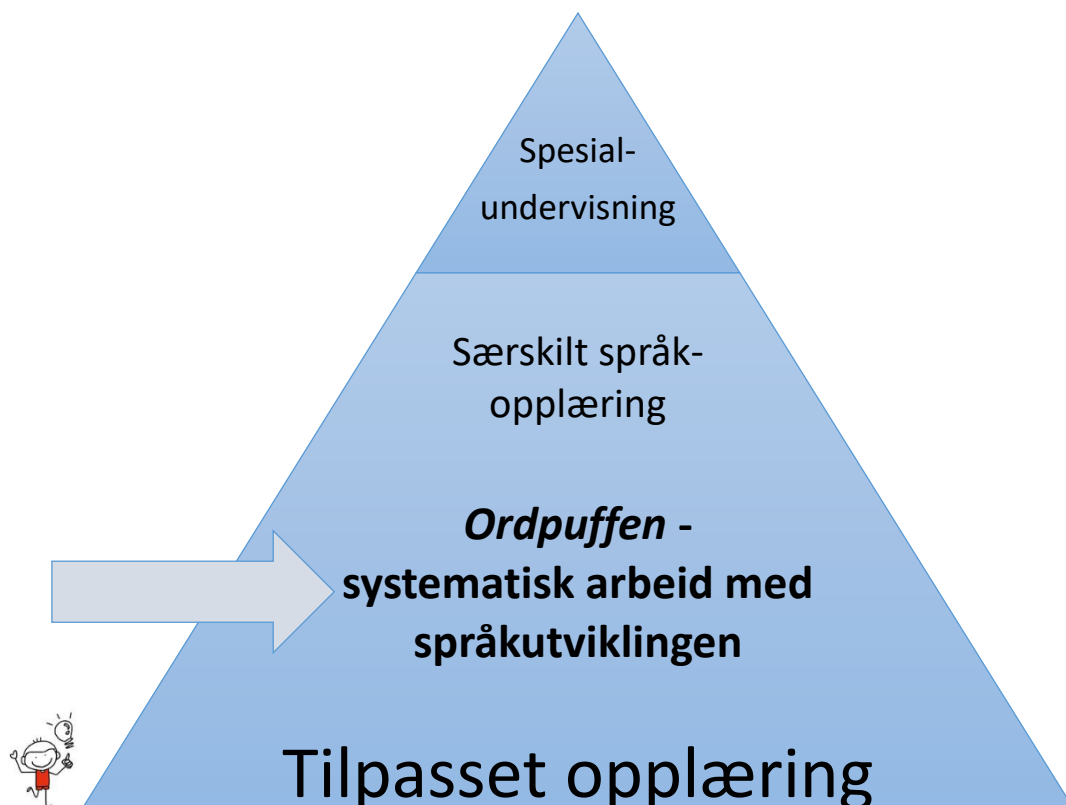 Spesial-
undervisning
Særskilt språk-
opplæring
Ordpuffen -
systematisk arbeid med
språkutviklingen
Tilpasset opplæring